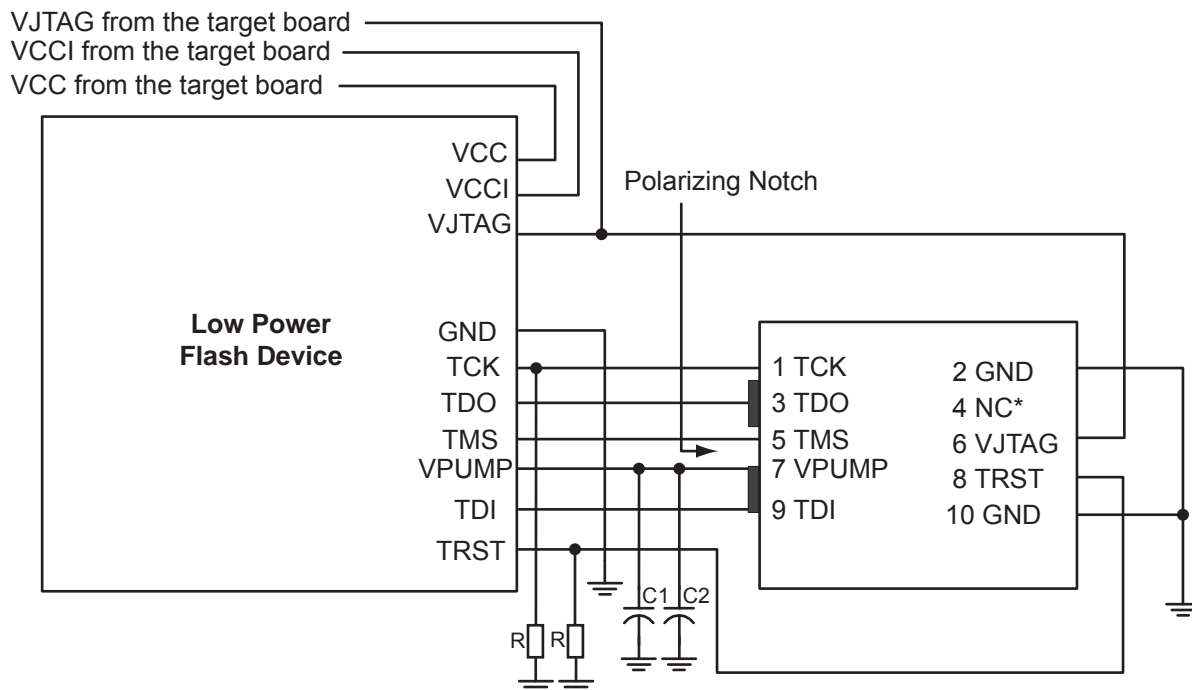 VJTAG from the target board
VCCI from the target board
VCC from the target board
VCC
VCCI
VJTAG
Polarizing Notch
Low Power
Flash Device
GND
TCK
TDO
TMS
VPUMP
TDI
TRST
1 TCK
3 TDO
5 TMS
7 VPUMP
9 TDI
2 GND
4 NC*
6 VJTAG
8 TRST
10 GND
C1
C2
R
R